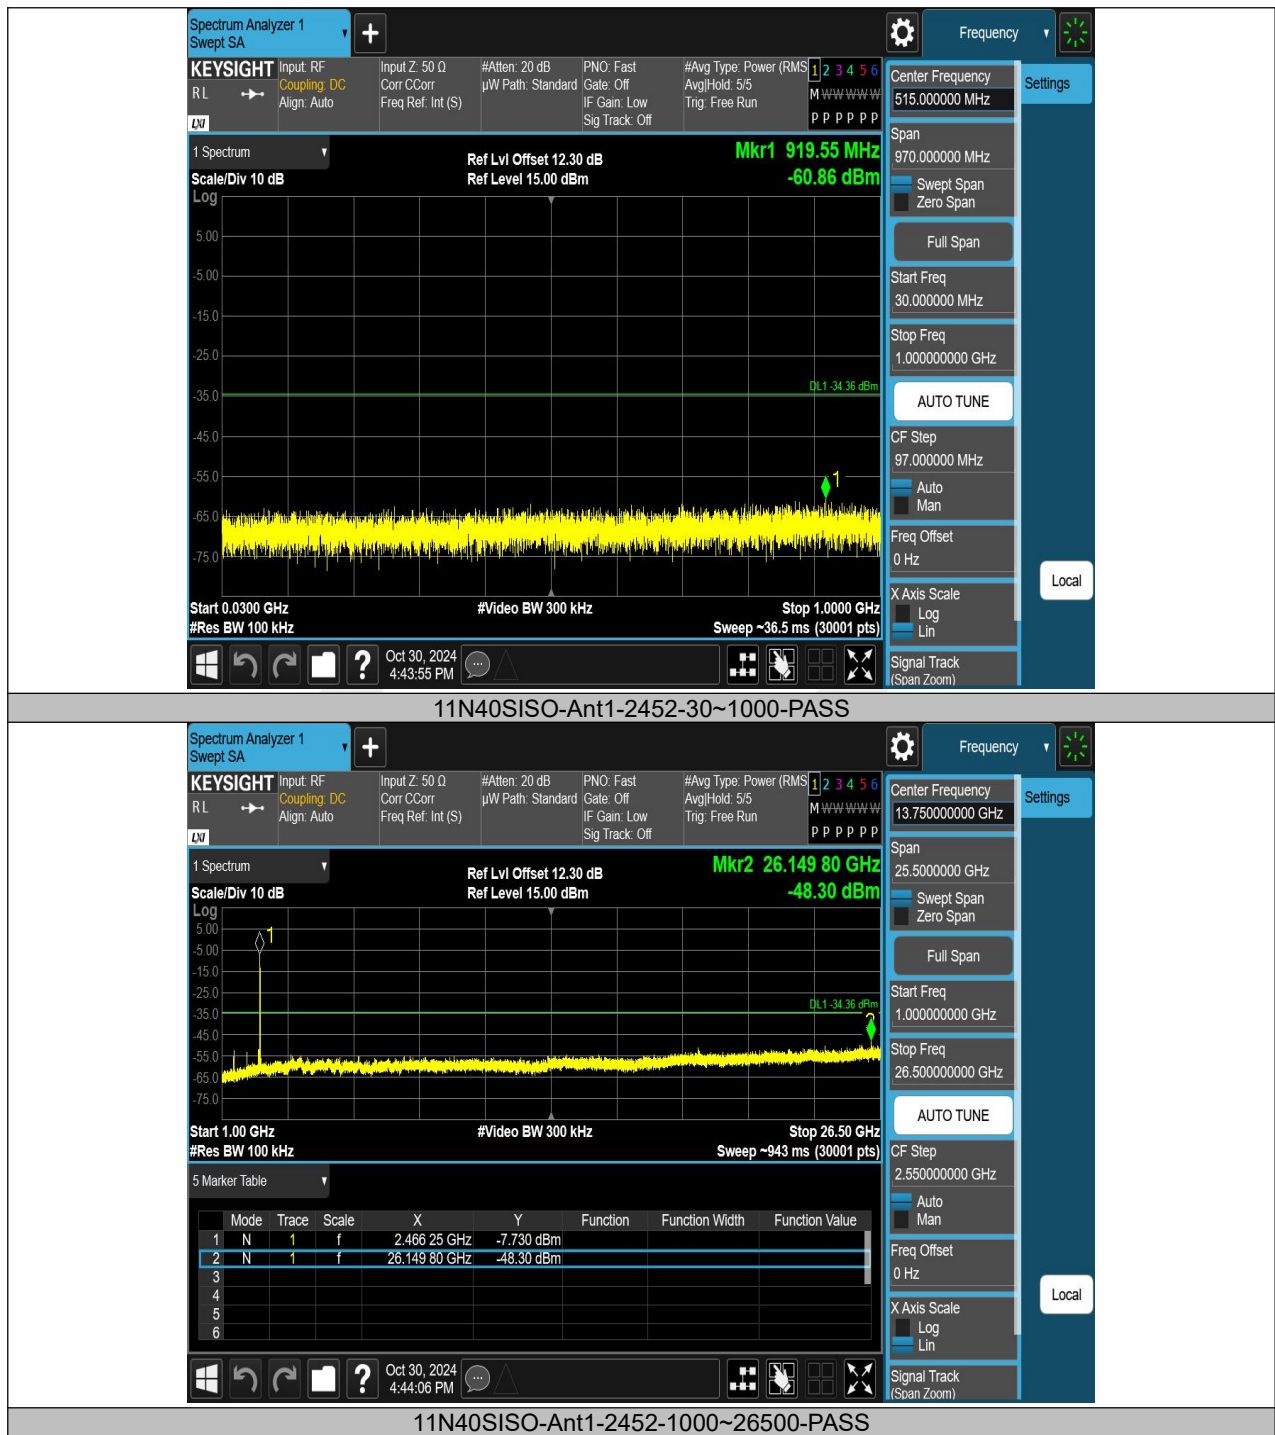 Spectrum Analyzer 1
Swept SA
Frequency
KEYSIGHT Input: RF Input Z: 50 Ω #Atten: 20 dB PNO: Fast #Avg Type: Power (RMS 1 2 3 4 5 6
RL Coupling: DC Corr CCorr µW Path: Standard Gate: Off Avg|Hold: 5/5 M W W W W W
Align: Auto Freq Ref: Int (S) IF Gain: Low Trig: Free Run
LXI Sig Track: Off P P P P P P
1 Spectrum Ref Lvl Offset 12.30 dB Mkr1 919.55 MHz
Scale/Div 10 dB Ref Level 15.00 dBm -60.86 dBm
Log
5.00
-5.00
-15.0
-25.0
DL1 -34.36 dBm
-35.0
-45.0
-55.0
1
-65.0
-75.0
Start 0.0300 GHz #Video BW 300 kHz Stop 1.0000 GHz
#Res BW 100 kHz Sweep ~36.5 ms (30001 pts)
Oct 30, 2024
4:43:55 PM
Center Frequency
515.000000 MHz
Settings
Span
970.000000 MHz
Swept Span
Zero Span
Full Span
Start Freq
30.000000 MHz
Stop Freq
1.000000000 GHz
AUTO TUNE
CF Step
97.000000 MHz
Auto
Man
Freq Offset
0 Hz
Local
X Axis Scale
Log
Lin
Signal Track
(Span Zoom)
11N40SISO-Ant1-2452-30~1000-PASS
Spectrum Analyzer 1
Swept SA
Frequency
KEYSIGHT Input: RF Input Z: 50 Ω #Atten: 20 dB PNO: Fast #Avg Type: Power (RMS 1 2 3 4 5 6
RL Coupling: DC Corr CCorr µW Path: Standard Gate: Off Avg|Hold: 5/5 M W W W W W
Align: Auto Freq Ref: Int (S) IF Gain: Low Trig: Free Run
LXI Sig Track: Off P P P P P P
1 Spectrum Ref Lvl Offset 12.30 dB Mkr2 26.149 80 GHz
Scale/Div 10 dB Ref Level 15.00 dBm -48.30 dBm
Log
5.00
1
-5.00
-15.0
-25.0
DL1 -34.36 dBm
-35.0
2
-45.0
-55.0
-65.0
-75.0
Start 1.00 GHz #Video BW 300 kHz Stop 26.50 GHz
#Res BW 100 kHz Sweep ~943 ms (30001 pts)
5 Marker Table
Mode Trace Scale X Y Function Function Width Function Value
1 N 1 f 2.466 25 GHz -7.730 dBm
2 N 1 f 26.149 80 GHz -48.30 dBm
3
4
5
6
Oct 30, 2024
4:44:06 PM
Center Frequency
13.750000000 GHz
Settings
Span
25.5000000 GHz
Swept Span
Zero Span
Full Span
Start Freq
1.000000000 GHz
Stop Freq
26.500000000 GHz
AUTO TUNE
CF Step
2.550000000 GHz
Auto
Man
Freq Offset
0 Hz
Local
X Axis Scale
Log
Lin
Signal Track
(Span Zoom)
11N40SISO-Ant1-2452-1000~26500-PASS